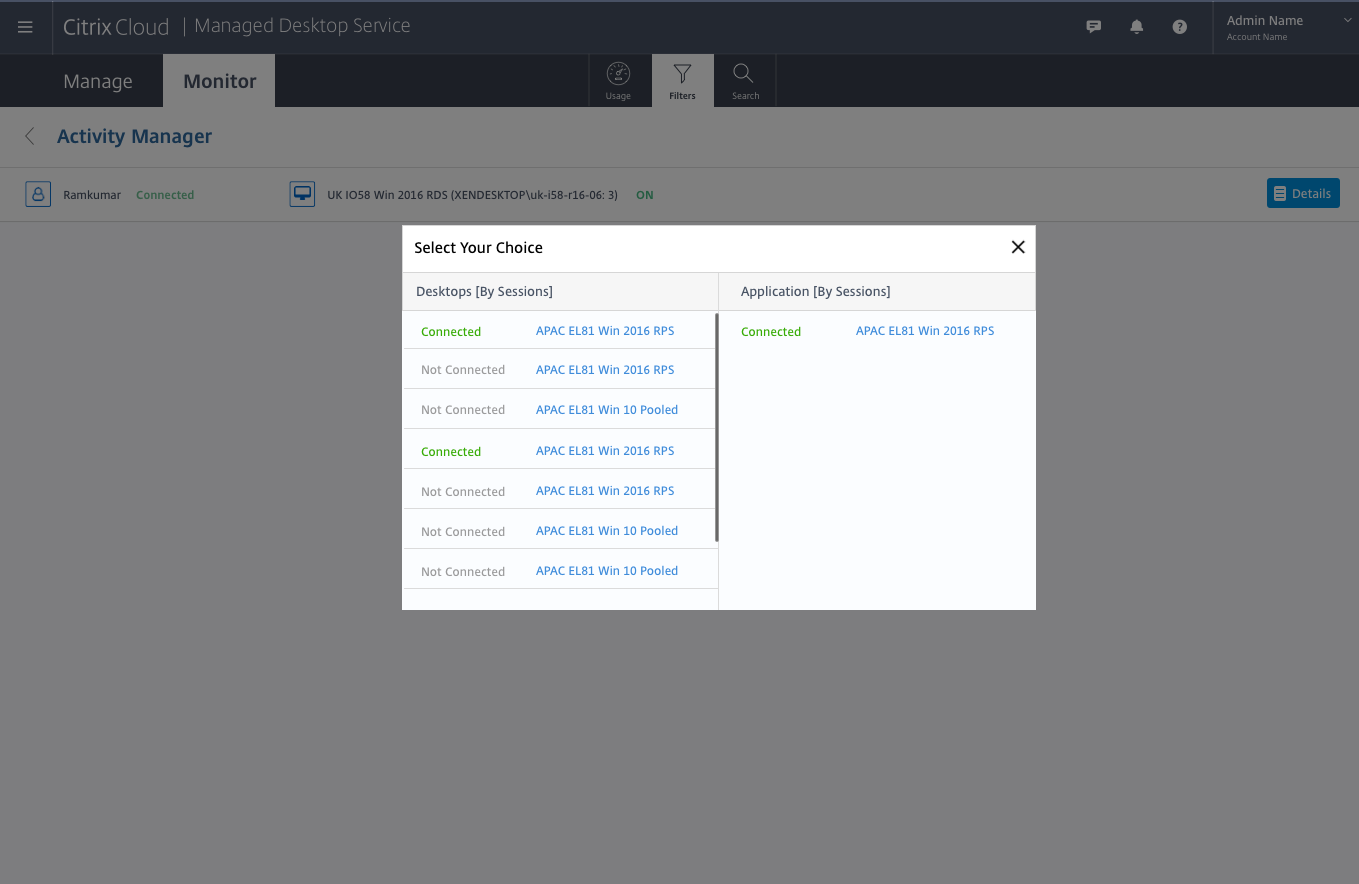 Citrix Cloud | Managed Desktop Service
Admin Name
Account Name
Manage
Monitor
Usage
Filters
Search
Activity Manager
Ramkumar Connected
UK IO58 Win 2016 RDS (XENDESKTOP\uk-i58-r16-06: 3) ON
Details
Select Your Choice
Desktops [By Sessions]
Application [By Sessions]
Connected APAC EL81 Win 2016 RPS
Connected APAC EL81 Win 2016 RPS
Not Connected APAC EL81 Win 2016 RPS
Not Connected APAC EL81 Win 10 Pooled
Connected APAC EL81 Win 2016 RPS
Not Connected APAC EL81 Win 2016 RPS
Not Connected APAC EL81 Win 10 Pooled
Not Connected APAC EL81 Win 10 Pooled